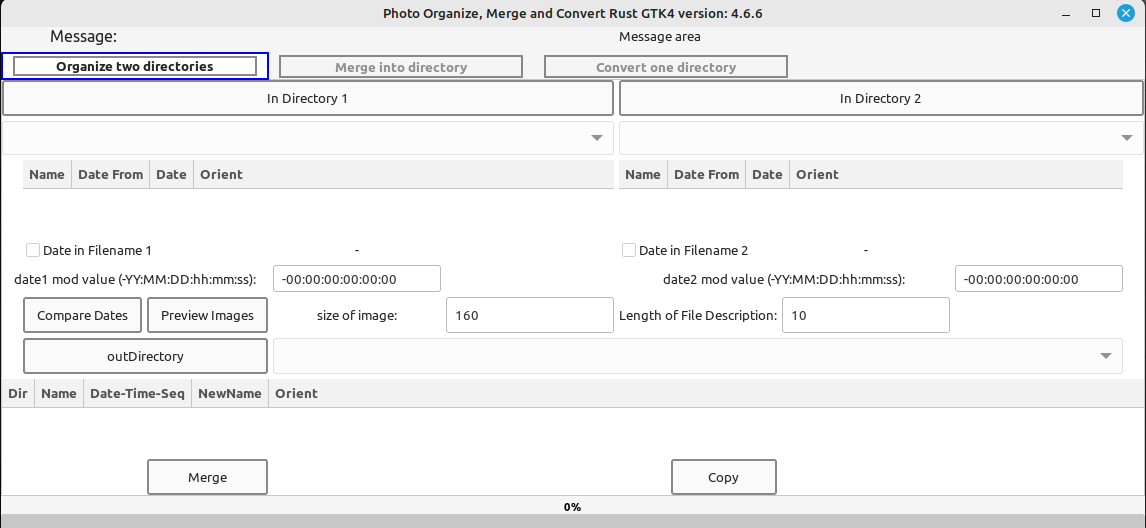 Photo Organize, Merge and Convert Rust GTK4 version: 4.6.6
Message: Message area
Organize two directories Merge into directory Convert one directory
In Directory 1 In Directory 2
Name Date From Date Orient Name Date From Date Orient
Date in Filename 1 - Date in Filename 2 -
date1 mod value (-YY:MM:DD:hh:mm:ss): -00:00:00:00:00:00 date2 mod value (-YY:MM:DD:hh:mm:ss): -00:00:00:00:00:00
Compare Dates Preview Images size of image: 160 Length of File Description: 10
outDirectory
Dir Name Date-Time-Seq NewName Orient
Merge Copy
0%